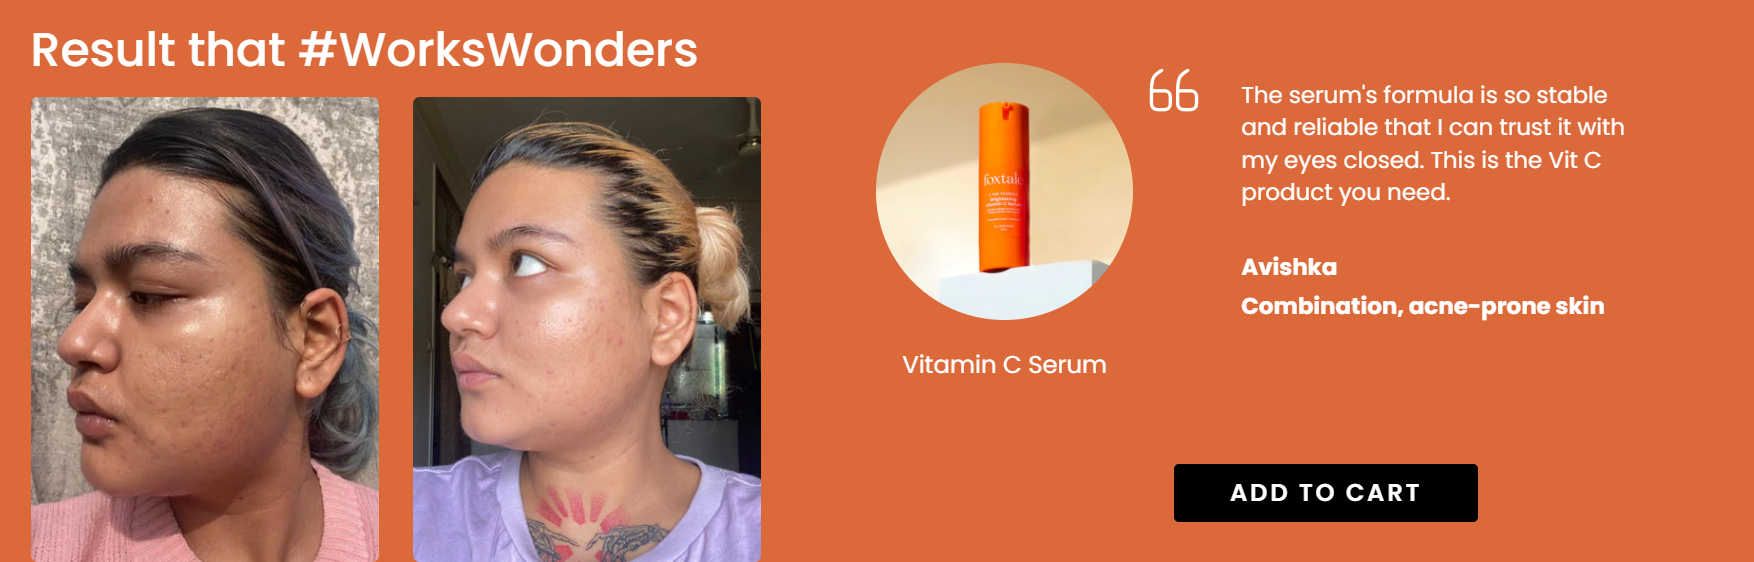 Result that #WorksWonders
foxtale
Vitamin C Serum
The serum's formula is so stable
and reliable that I can trust it with
my eyes closed. This is the Vit C
product you need.
Avishka
Combination, acne-prone skin
ADD TO CART